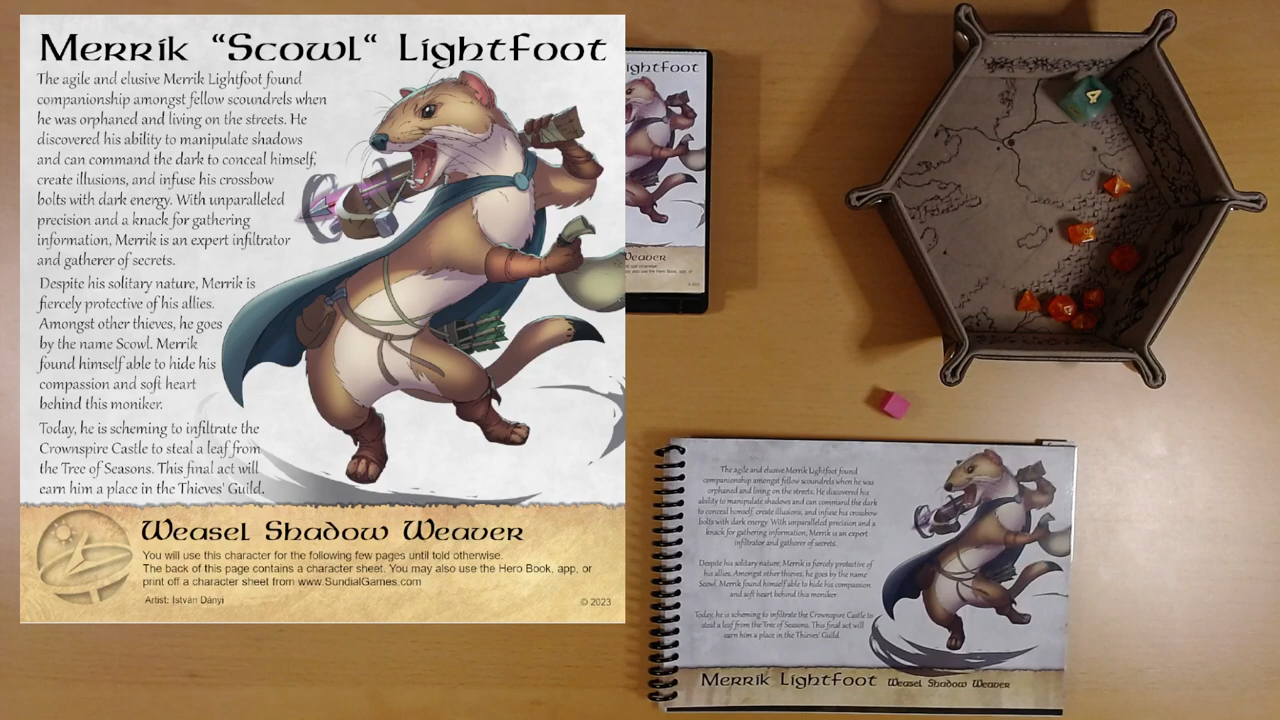 Merrik “Scowl“ Lightfoot
The agile and elusive Merrik Lightfoot found
companionship amongst fellow scoundrels when
he was orphaned and living on the streets. He
discovered his ability to manipulate shadows
and can command the dark to conceal himself,
create illusions, and infuse his crossbow
bolts with dark energy. With unparalleled
precision and a knack for gathering
information, Merrik is an expert infiltrator
and gatherer of secrets.
Despite his solitary nature, Merrik is
fiercely protective of his allies.
Amongst other thieves, he goes
by the name Scowl. Merrik
found himself able to hide his
compassion and soft heart
behind this moniker.
Today, he is scheming to infiltrate the
Crownspire Castle to steal a leaf from
the Tree of Seasons. This final act will
earn him a place in the Thieves' Guild.
Weasel Shadow Weaver
You will use this character for the following few pages until told otherwise.
The back of this page contains a character sheet. You may also use the Hero Book, app, or
print off a character sheet from www.SundialGames.com
Artist: István Dányi
© 2023
ightfoot
Weaver
4
The agile and elusive Merrik Lightfoot found
companionship amongst fellow scoundrels when he was
orphaned and living on the streets. He discovered his
ability to manipulate shadows and can command the dark
to conceal himself, create illusions, and infuse his crossbow
bolts with dark energy. With unparalleled precision and a
knack for gathering information, Merrik is an expert
infiltrator and gatherer of secrets.
Despite his solitary nature, Merrik is fiercely protective of
his allies. Amongst other thieves, he goes by the name
Scowl. Merrik found himself able to hide his compassion
and soft heart behind this moniker
Today, he is scheming to infiltrate the Crownspire Castle to
steal a leaf from the Tree of Seasons. This final act will
earn him a place in the Thieves' Guild.
Merrik Lightfoot Weasel Shadow Weaver